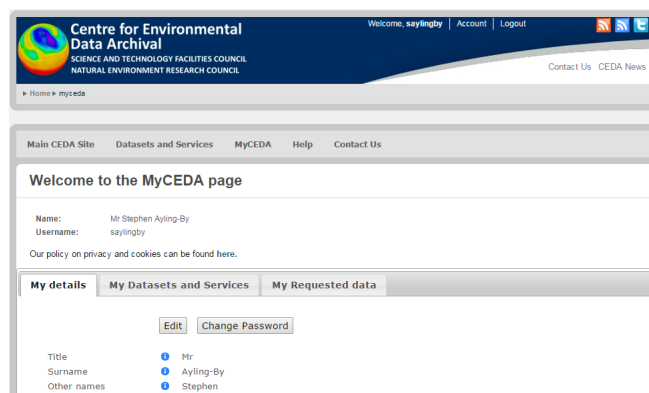 Centre for Environmental
Data Archival
SCIENCE AND TECHNOLOGY FACILITIES COUNCIL
NATURAL ENVIRONMENT RESEARCH COUNCIL
Welcome, saylingby | Account | Logout
Contact Us CEDA News
Home myceda
Main CEDA Site Datasets and Services MyCEDA Help Contact Us
Welcome to the MyCEDA page
Name: Mr Stephen Ayling-By
Username: saylingby
Our policy on privacy and cookies can be found here.
My details My Datasets and Services My Requested data
Edit Change Password
Title Mr
Surname Ayling-By
Other names Stephen